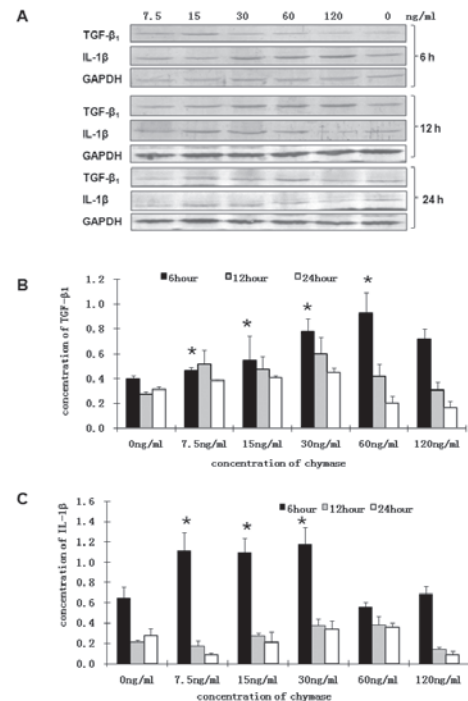 A
7.5 15 30 60 120 0 ng/ml
TGF-β₁
IL-1β
GAPDH
6 h
TGF-β₁
IL-1β
GAPDH
12 h
TGF-β₁
IL-1β
GAPDH
24 h
B
concentration of TGF-β1
1.2
1.0
0.8
0.6
0.4
0.2
0.0
6hour 12hour 24hour
* * * *
0ng/ml 7.5ng/ml 15ng/ml 30ng/ml 60ng/ml 120ng/ml
concentration of chymase
C
concentration of IL-1β
1.6
1.4
1.2
1.0
0.8
0.6
0.4
0.2
0.0
6hour 12hour 24hour
* * *
0ng/ml 7.5ng/ml 15ng/ml 30ng/ml 60ng/ml 120ng/ml
concentration of chymase